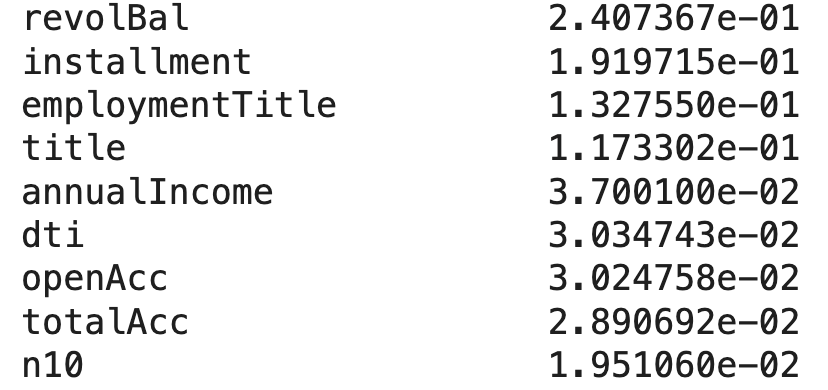 revolBal 2.407367e-01
installment 1.919715e-01
employmentTitle 1.327550e-01
title 1.173302e-01
annualIncome 3.700100e-02
dti 3.034743e-02
openAcc 3.024758e-02
totalAcc 2.890692e-02
n10 1.951060e-02